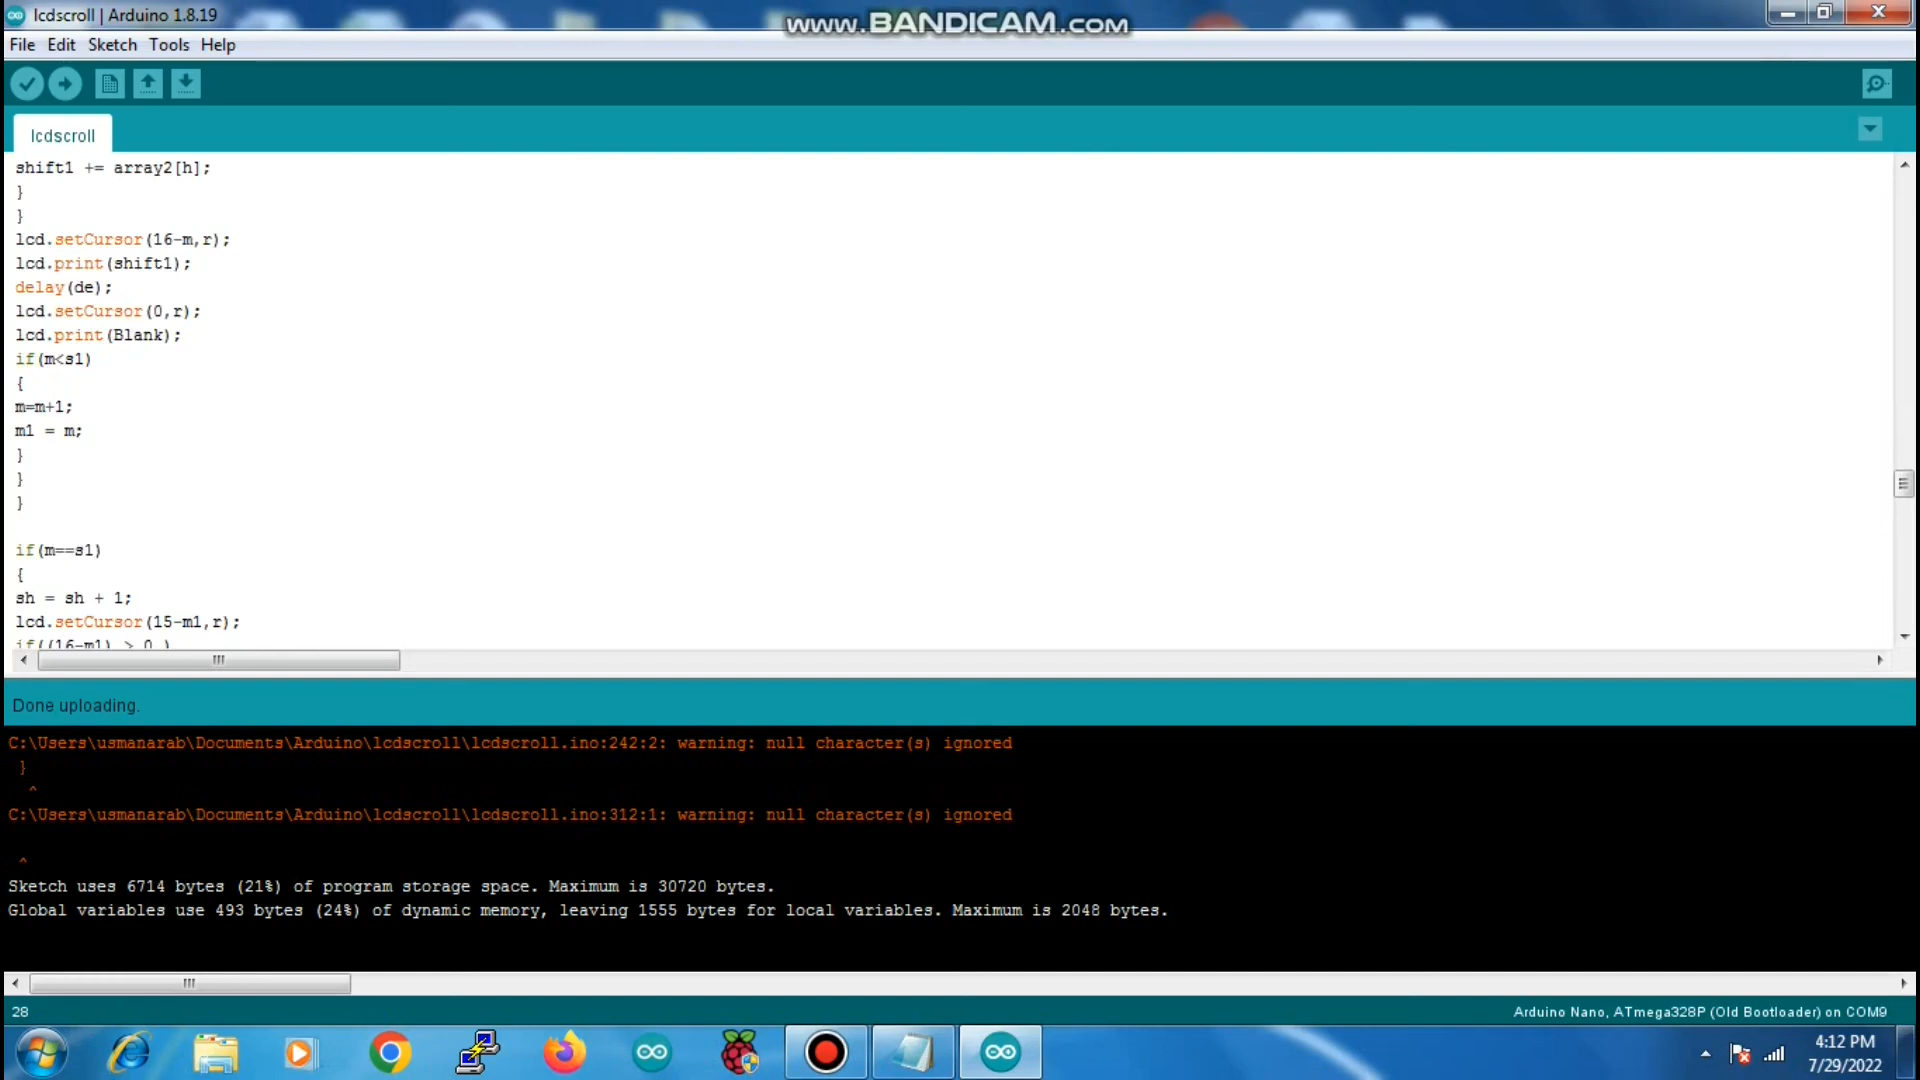 lcdscroll | Arduino 1.8.19
www.BANDICAM.com
File Edit Sketch Tools Help
lcdscroll
shift1 += array2[h];
}
}
lcd.setCursor(16-m,r);
lcd.print(shift1);
delay(de);
lcd.setCursor(0,r);
lcd.print(Blank);
if(m<s1)
{
m=m+1;
m1 = m;
}
}
}
if(m==s1)
{
sh = sh + 1;
lcd.setCursor(15-m1,r);
if((16-m1) > 0 )
Done uploading.
C:\Users\usmanarab\Documents\Arduino\lcdscroll\lcdscroll.ino:242:2: warning: null character(s) ignored
}
^
C:\Users\usmanarab\Documents\Arduino\lcdscroll\lcdscroll.ino:312:1: warning: null character(s) ignored
^
Sketch uses 6714 bytes (21%) of program storage space. Maximum is 30720 bytes.
Global variables use 493 bytes (24%) of dynamic memory, leaving 1555 bytes for local variables. Maximum is 2048 bytes.
28
Arduino Nano, ATmega328P (Old Bootloader) on COM9
4:12 PM
7/29/2022